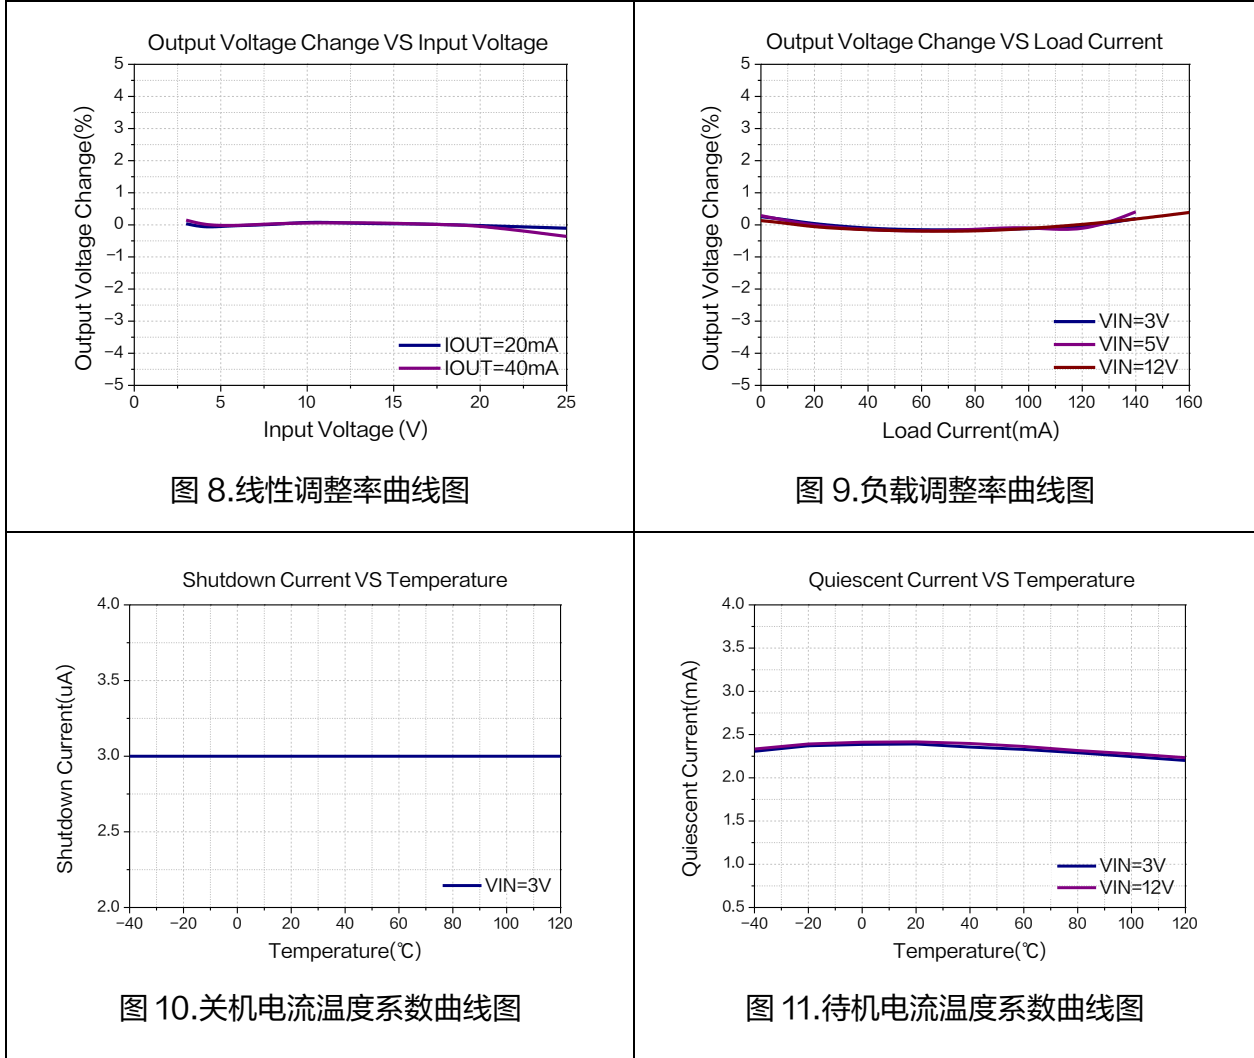 Output Voltage Change VS Input Voltage
Output Voltage Change(%)
5
4
3
2
1
0
−1
−2
−3
−4
−5
IOUT=20mA
IOUT=40mA
0 5 10 15 20 25
Input Voltage (V)
图 8.线性调整率曲线图
Output Voltage Change VS Load Current
Output Voltage Change(%)
5
4
3
2
1
0
−1
−2
−3
−4
−5
VIN=3V
VIN=5V
VIN=12V
0 20 40 60 80 100 120 140 160
Load Current(mA)
图 9.负载调整率曲线图
Shutdown Current VS Temperature
Shutdown Current(uA)
4.0
3.5
3.0
2.5
2.0
VIN=3V
−40 −20 0 20 40 60 80 100 120
Temperature(℃)
图 10.关机电流温度系数曲线图
Quiescent Current VS Temperature
Quiescent Current(mA)
4.0
3.5
3.0
2.5
2.0
1.5
1.0
0.5
VIN=3V
VIN=12V
−40 −20 0 20 40 60 80 100 120
Temperature(℃)
图 11.待机电流温度系数曲线图